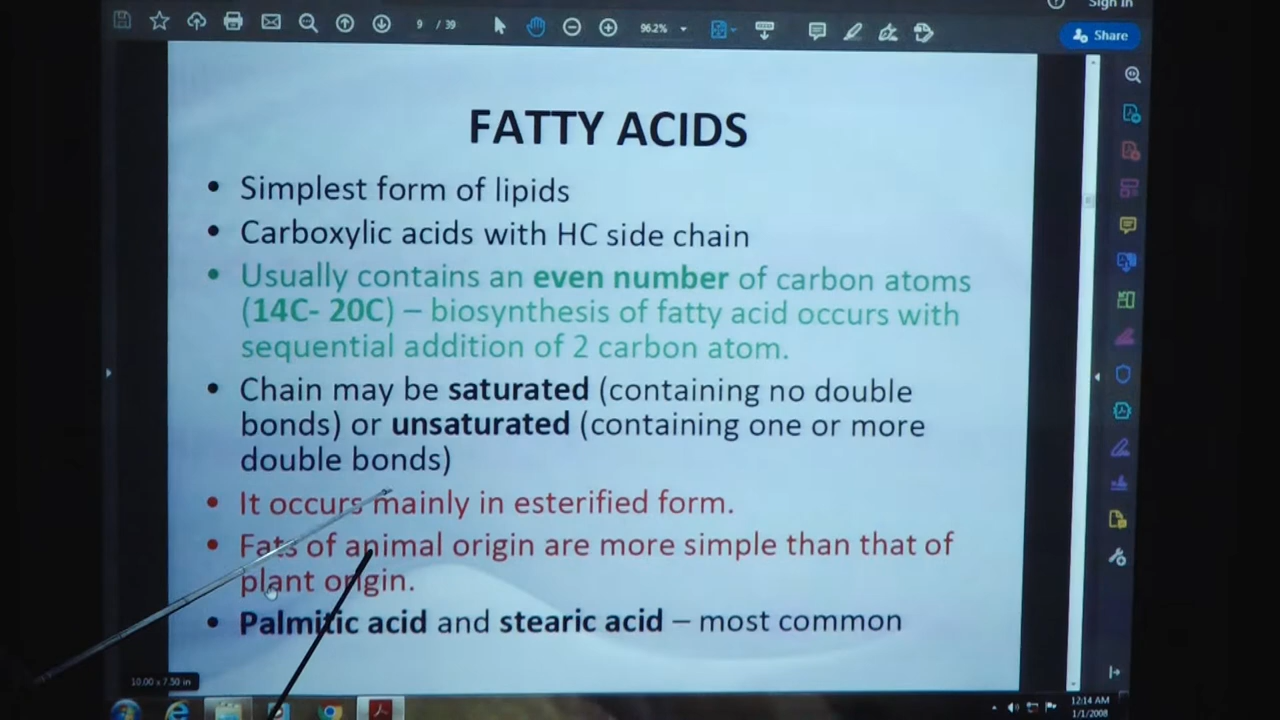 Sign In
9 / 39
96.2%
Share
FATTY ACIDS
• Simplest form of lipids
• Carboxylic acids with HC side chain
• Usually contains an even number of carbon atoms
(14C- 20C) – biosynthesis of fatty acid occurs with
sequential addition of 2 carbon atom.
• Chain may be saturated (containing no double
bonds) or unsaturated (containing one or more
double bonds)
• It occurs mainly in esterified form.
• Fats of animal origin are more simple than that of
plant origin.
• Palmitic acid and stearic acid – most common
10.00 x 7.50 in
12:14 AM
1/1/2008